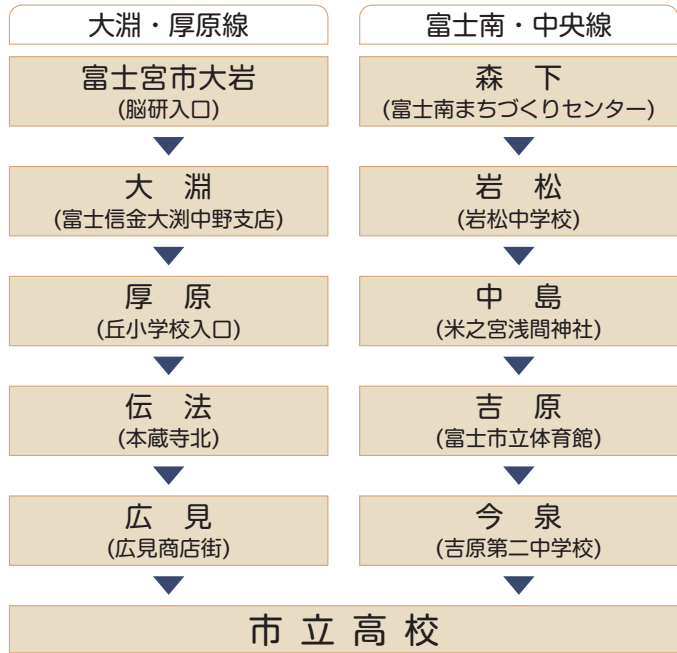 大淵・厚原線
富士宮市大岩
(脳研入口)
大　淵
(富士信金大渕中野支店)
厚　原
(丘小学校入口)
伝　法
(本蔵寺北)
広　見
(広見商店街)
富士南・中央線
森　下
(富士南まちづくりセンター)
岩　松
(岩松中学校)
中　島
(米之宮浅間神社)
吉　原
(富士市立体育館)
今　泉
(吉原第二中学校)
市立高校